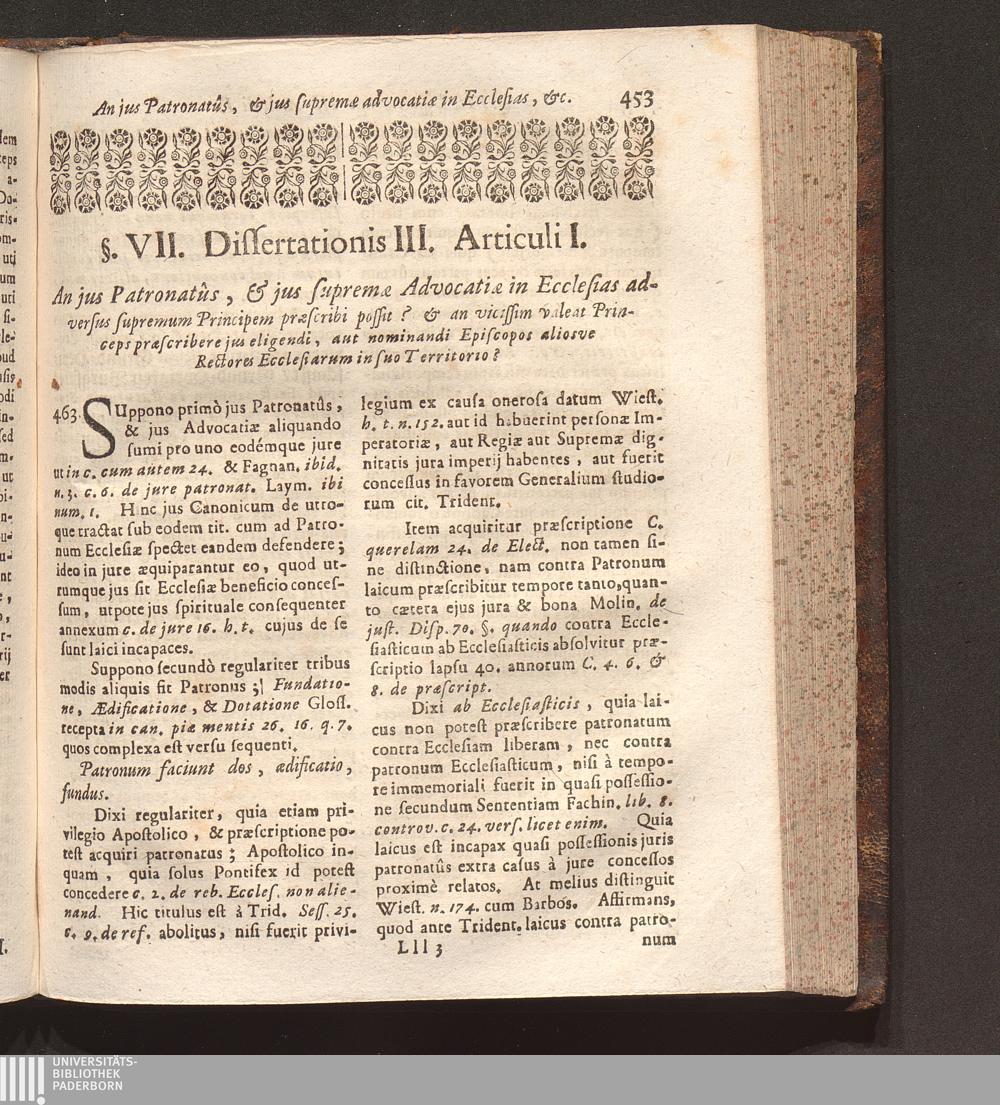 An jus Patronatûs, & jus supremæ advocatiæ in Ecclesias, &c. 453
§. VII. Dissertationis III. Articuli I.
An jus Patronatûs, & jus supremæ Advocatiæ in Ecclesias ad-
versus supremum Principem præscribi possit? & an vicissim valeat Prin-
ceps præscribere jus eligendi, aut nominandi Episcopos aliosve
Rectores Ecclesiarum in suo Territorio?
463. SUppono primò jus Patronatûs,
& jus Advocatiæ aliquando
sumi pro uno eodémque jure
ut in c. cum autem 24. & Fagnan. ibid.
n. 3. c. 6. de jure patronat. Laym. ibi
num. 1. Hinc jus Canonicum de utro-
que tractat sub eodem tit. cum ad Patro-
num Ecclesiæ spectet eandem defendere;
ideo in jure æquiparantur eo, quod ut-
rumque jus sit Ecclesiæ beneficio conces-
sum, utpote jus spirituale consequenter
annexum c. de jure 16. h. t. cujus de se
sunt laici incapaces.
Suppono secundò regulariter tribus
modis aliquis fit Patronus; Fundatio-
ne, Ædificatione, & Dotatione Gloss.
recepta in can. piæ mentis 26. 16. q. 7.
quos complexa est versu sequenti.
Patronum faciunt dos, ædificatio,
fundus.
Dixi regulariter, quia etiam pri-
vilegio Apostolico, & præscriptione po-
test acquiri patronatus; Apostolico in-
quam, quia solus Pontifex id potest
concedere c. 2. de reb. Eccles. non alie-
nand. Hic titulus est à Trid. Sess. 25.
c. 9. de ref. abolitus, nisi fuerit privi-
legium ex causa onerosa datum Wiest.
h. t. n. 152. aut id habuerint personæ Im-
peratoriæ, aut Regiæ aut Supremæ dig-
nitatis jura imperij habentes, aut fuerit
concessus in favorem Generalium studio-
rum cit. Trident.
Item acquiritur præscriptione C.
querelam 24. de Elect. non tamen si-
ne distinctione, nam contra Patronum
laicum præscribitur tempore tanto, quan-
to cætera ejus jura & bona Molin. de
just. Disp. 70. §. quando contra Eccle-
siasticum ab Ecclesiasticis absolvitur præ-
scriptio lapsu 40. annorum C. 4. 6. &
8. de præscript.
Dixi ab Ecclesiasticis, quia lai-
cus non potest præscribere patronatum
contra Ecclesiam liberam, nec contra
patronum Ecclesiasticum, nisi à tempo-
re immemoriali fuerit in quasi possessio-
ne secundum Sententiam Fachin. lib. 8.
controv. c. 24. vers. licet enim. Quia
laicus est incapax quasi possessionis juris
patronatûs extra casus à jure concessos
proximè relatos. At melius distinguit
Wiest. n. 174. cum Barbos. Affirmans,
quod ante Trident. laicus contra patro-
Lll 3 num
UNIVERSITÄTS-
BIBLIOTHEK
PADERBORN